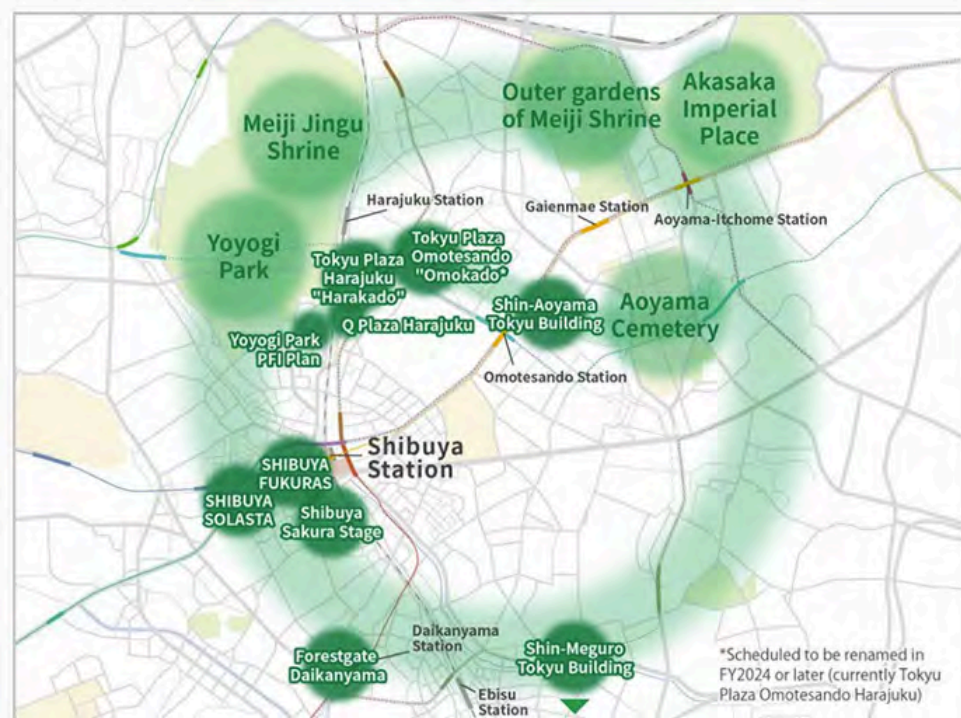 Meiji Jingu
Shrine
Outer gardens
of Meiji Shrine
Akasaka
Imperial
Place
Harajuku Station
Gaienmae Station
Aoyama-Itchome Station
Yoyogi
Park
Tokyu Plaza
Harajuku
"Harakado"
Tokyu Plaza
Omotesando
"Omokado*
Shin-Aoyama
Tokyu Building
Aoyama
Cemetery
Yoyogi Park
PFI Plan
Q Plaza Harajuku
Omotesando Station
Shibuya
Station
SHIBUYA
FUKURAS
SHIBUYA
SOLASTA
Shibuya
Sakura Stage
Daikanyama
Station
Forestgate
Daikanyama
Shin-Meguro
Tokyu Building
Ebisu
Station
*Scheduled to be renamed in
FY2024 or later (currently Tokyu
Plaza Omotesando Harajuku)